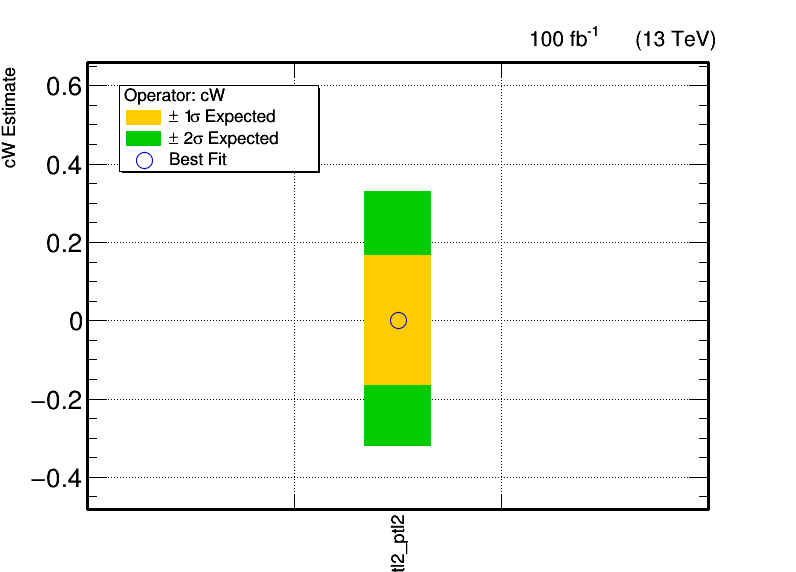 100 fb-1 (13 TeV)
cW Estimate
0.6
0.4
0.2
0
−0.2
−0.4
Operator: cW
± 1σ Expected
± 2σ Expected
Best Fit
tl2_ptl2